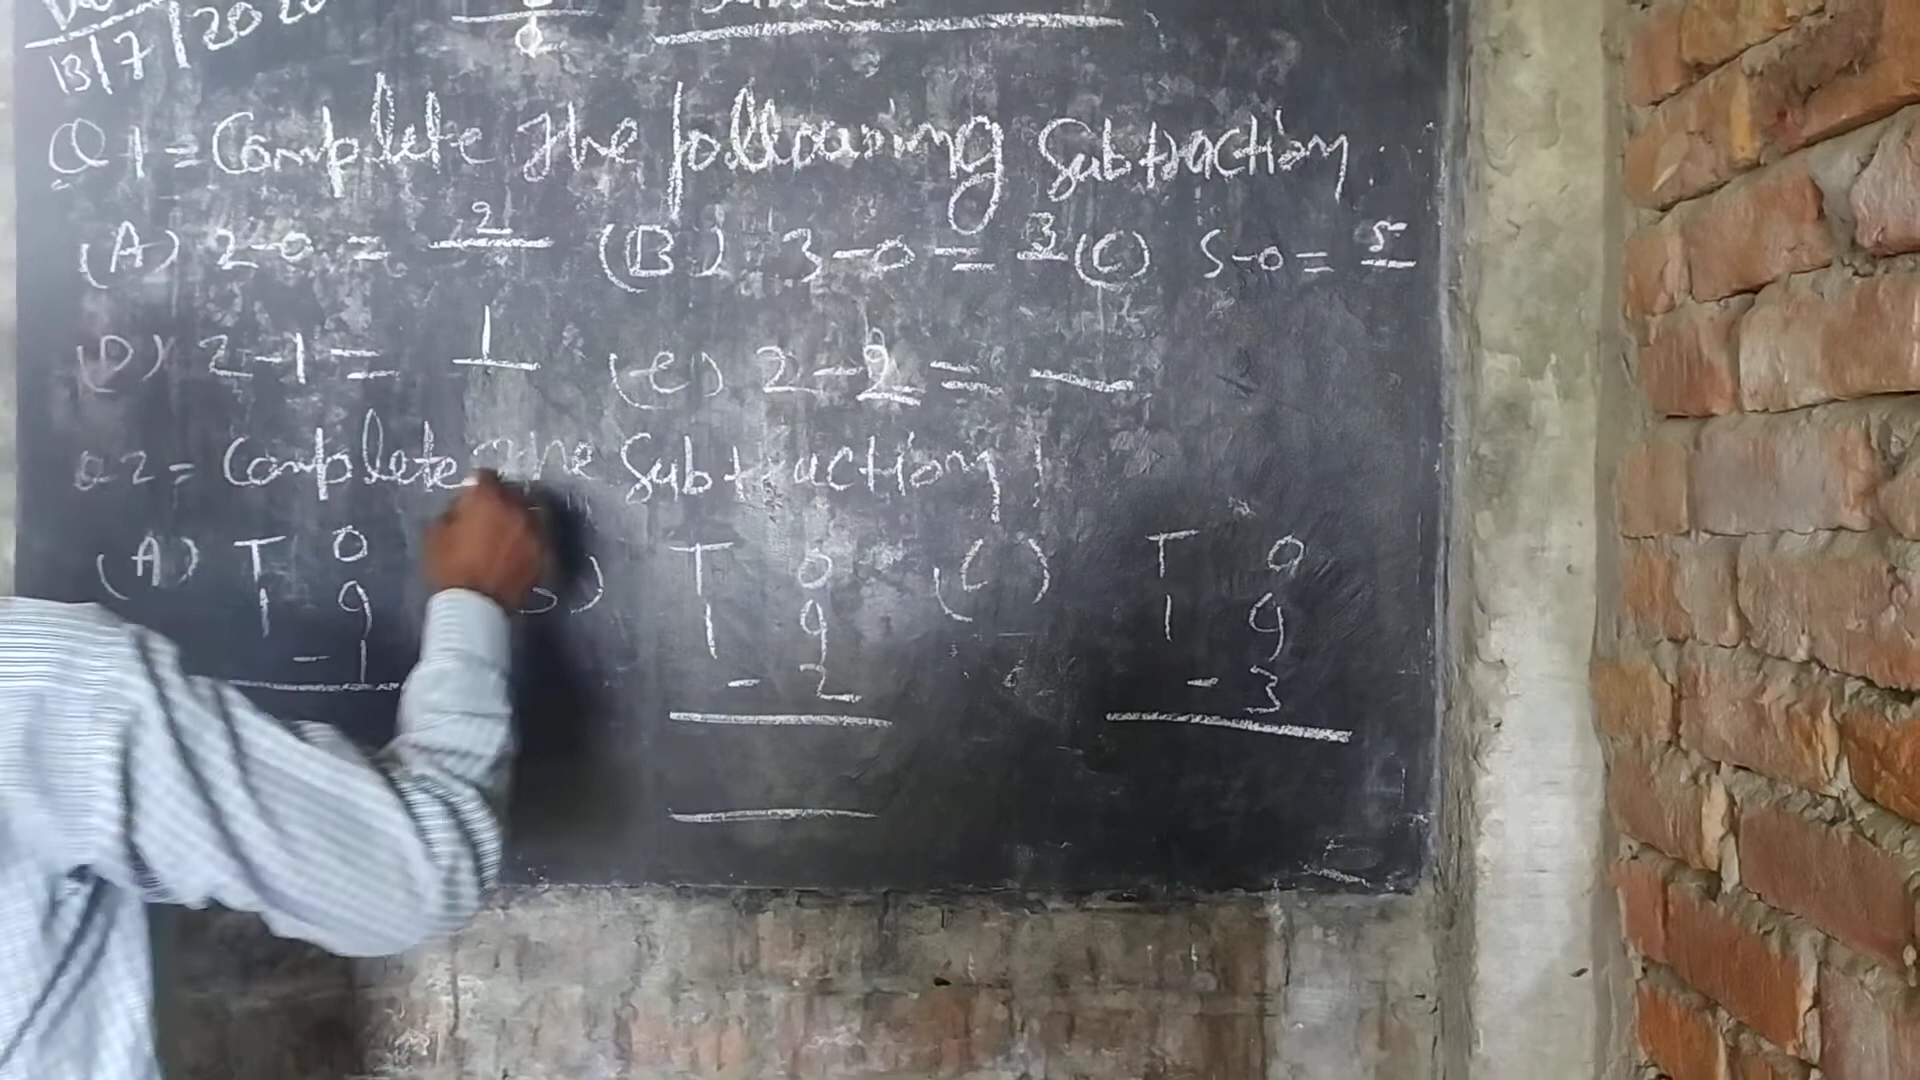 13/7/2020
Q1 = Complete The following Subtraction
(A) 2-0 = 2 (B) 3-0 = 3 (C) 5-0 = 5
(D) 2-1 = 1 (E) 2-2 = __
Q2 = Complete The Subtraction!
(A) T O T O (C) T O
1 9 1 9 1 9
- 1 - 2 - 3